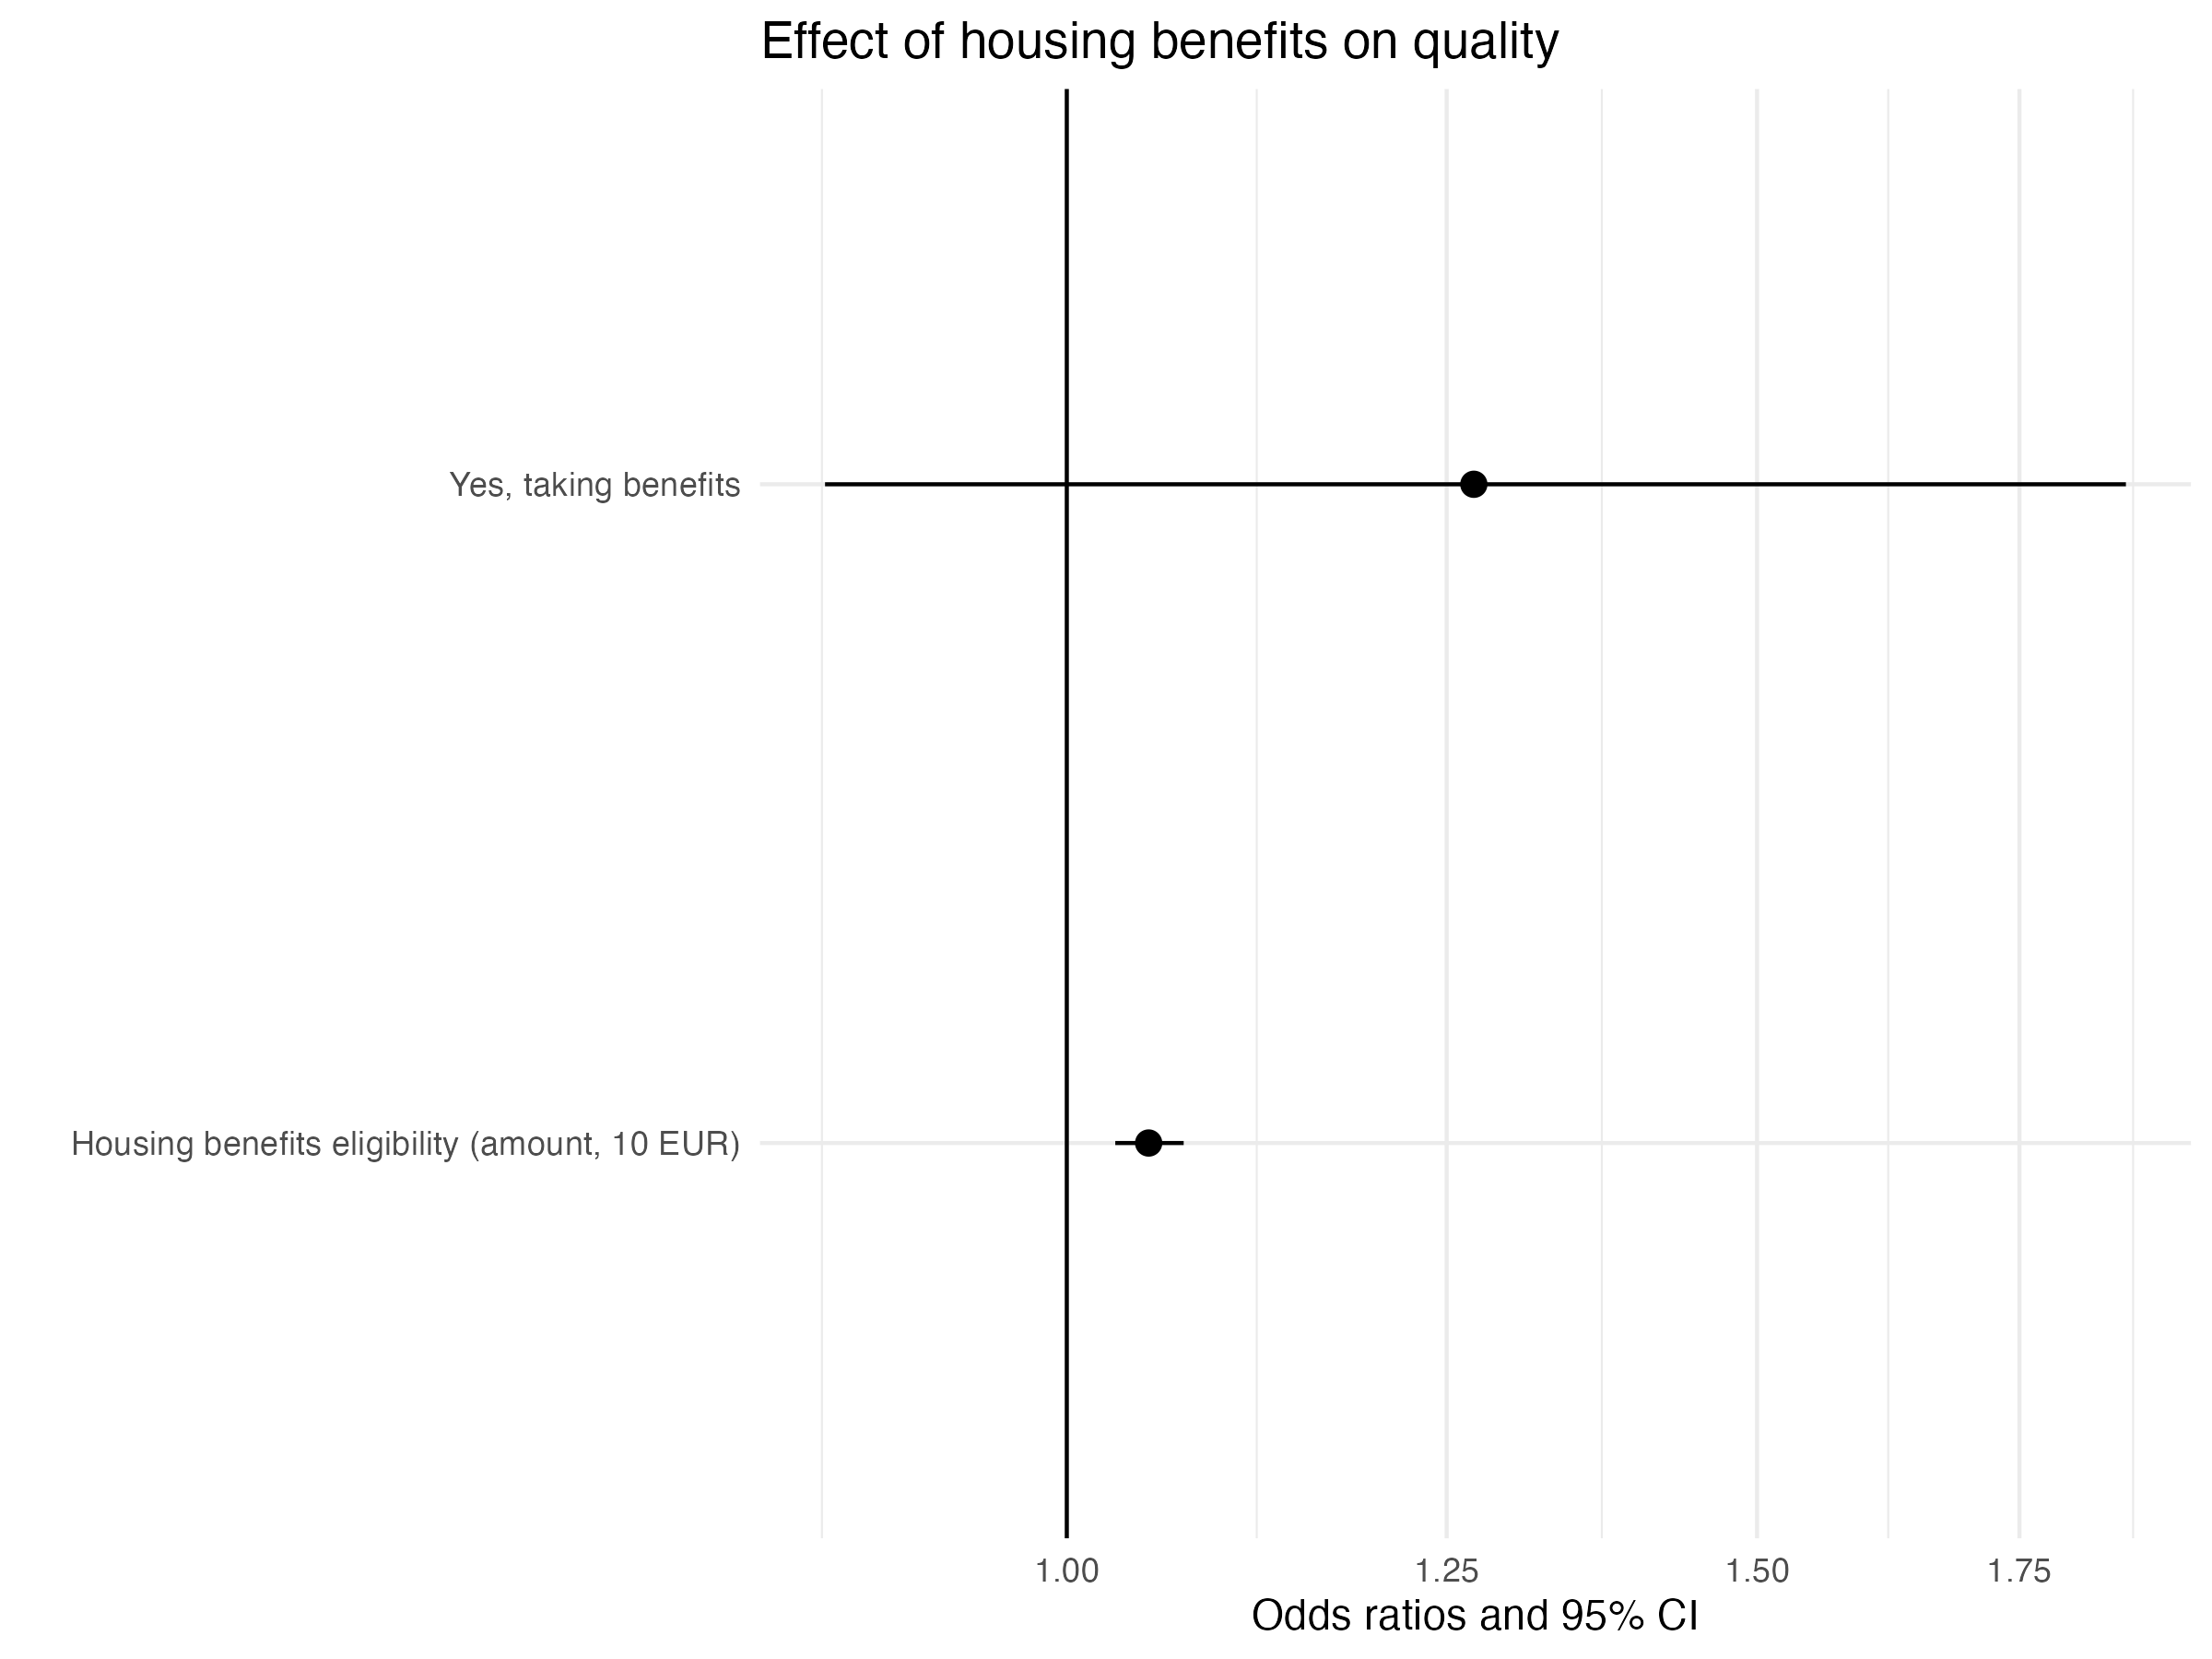 Effect of housing benefits on quality
Yes, taking benefits
Housing benefits eligibility (amount, 10 EUR)
1.00 1.25 1.50 1.75
Odds ratios and 95% CI